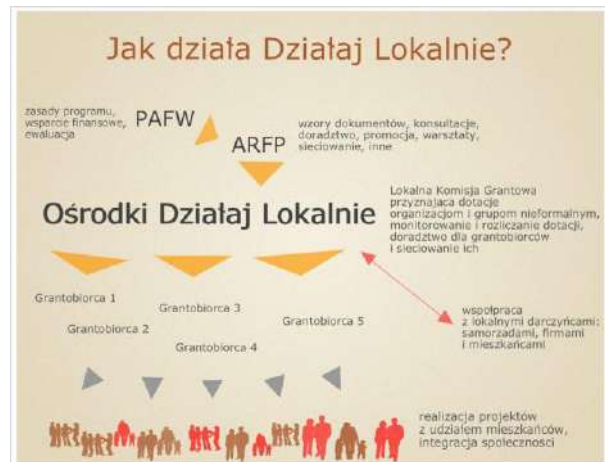 Jak działa Działaj Lokalnie?
zasady programu,
wsparcie finansowe,
ewaluacja
PAFW
ARFP
wzory dokumentów, konsultacje,
doradztwo, promocja, warsztaty,
sieciowanie, inne
Ośrodki Działaj Lokalnie
Lokalna Komisja Grantowa
przyznająca dotacje
organizacjom i grupom nieformalnym,
monitorowanie i rozliczanie dotacji,
doradztwo dla grantobiorców
i sieciowanie ich
Grantobiorca 1
Grantobiorca 2
Grantobiorca 3
Grantobiorca 4
Grantobiorca 5
współpraca
z lokalnymi darczyńcami:
samorządami, firmami
i mieszkańcami
realizacja projektów
z udziałem mieszkańców,
integracja społeczności